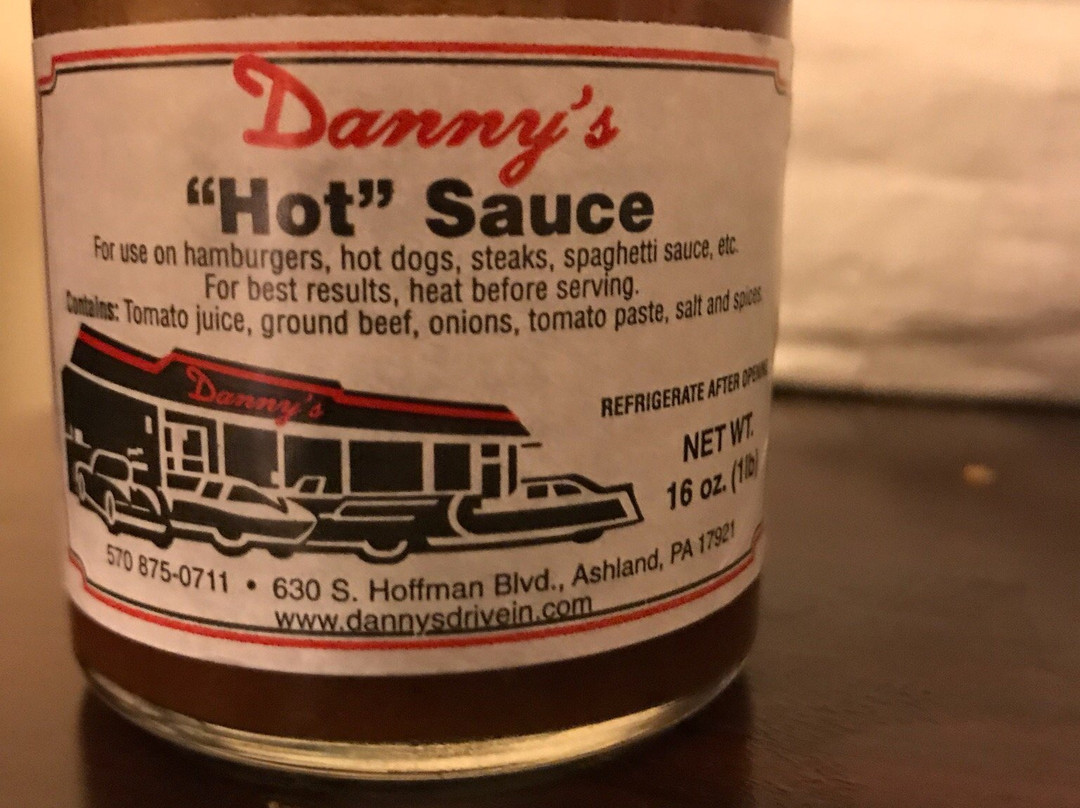 Danny's
“Hot” Sauce
For use on hamburgers, hot dogs, steaks, spaghetti sauce, etc.
For best results, heat before serving.
Contains: Tomato juice, ground beef, onions, tomato paste, salt and spices.
Danny's
REFRIGERATE AFTER OPENING
NET WT.
16 oz. (1lb)
570 875-0711 • 630 S. Hoffman Blvd., Ashland, PA 17921
www.dannysdrivein.com